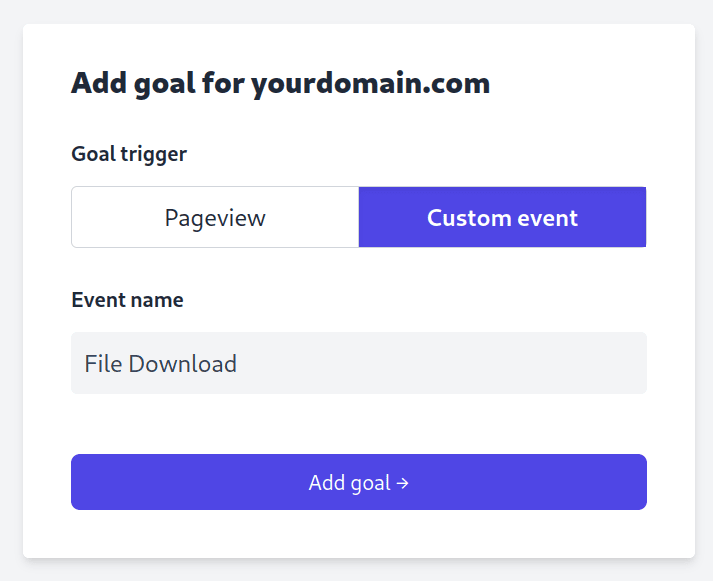 Add goal for yourdomain.com
Goal trigger
Pageview Custom event
Event name
File Download
Add goal →